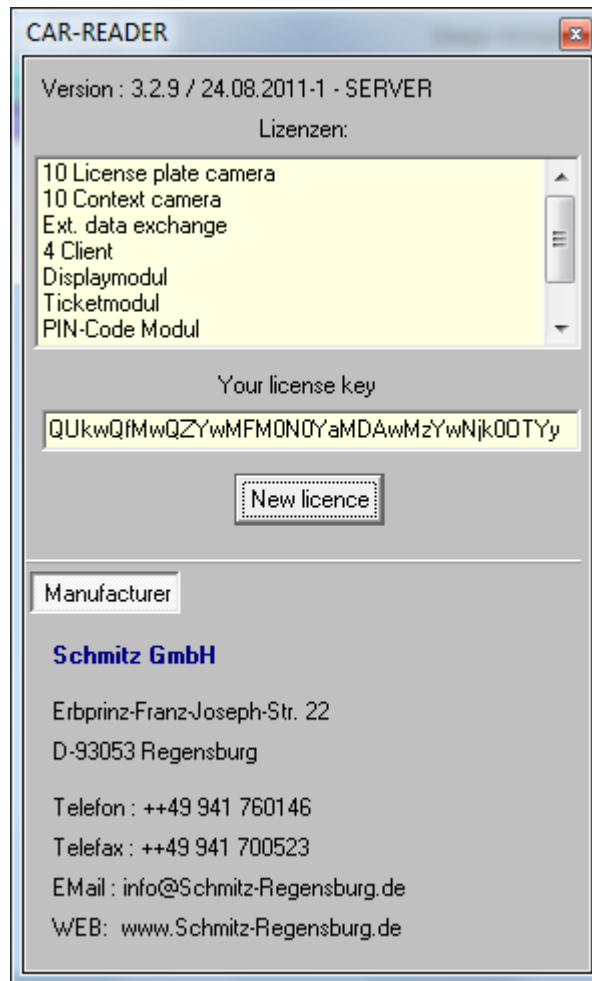 CAR-READER
Version : 3.2.9 / 24.08.2011-1 - SERVER
Lizenzen:
10 License plate camera
10 Context camera
Ext. data exchange
4 Client
Displaymodul
Ticketmodul
PIN-Code Modul
Your license key
QUkwQfMwQZYwMFM0N0YaMDAwMzYwNjk0OTYy
New licence
Manufacturer
Schmitz GmbH
Erbprinz-Franz-Joseph-Str. 22
D-93053 Regensburg
Telefon : ++49 941 760146
Telefax : ++49 941 700523
EMail : info@Schmitz-Regensburg.de
WEB: www.Schmitz-Regensburg.de